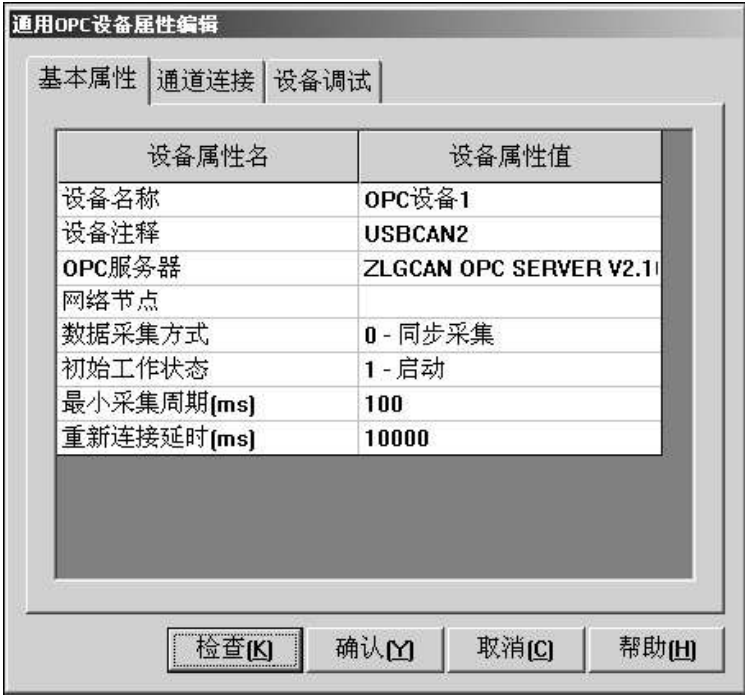 通用OPC设备属性编辑
基本属性 通道连接 设备调试
设备属性名 设备属性值
设备名称 OPC设备1
设备注释 USBCAN2
OPC服务器 ZLGCAN OPC SERVER V2.1
网络节点
数据采集方式 0 - 同步采集
初始工作状态 1 - 启动
最小采集周期(ms) 100
重新连接延时(ms) 10000
检查(K) 确认(Y) 取消(C) 帮助(H)